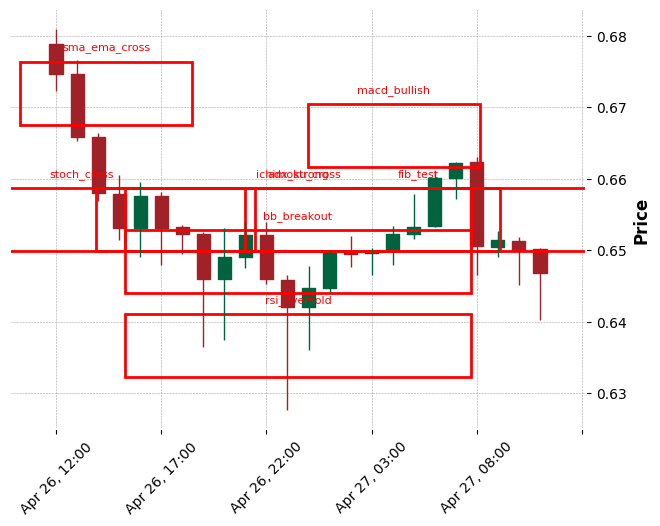 sma_ema_cross
0.68
macd_bullish
0.67
stoch_cross
fib_test
0.66
bb_breakout
0.65
Price
0.64
0.63
Apr 26, 12:00
Apr 26, 17:00
Apr 26, 22:00
Apr 27, 03:00
Apr 27, 08:00